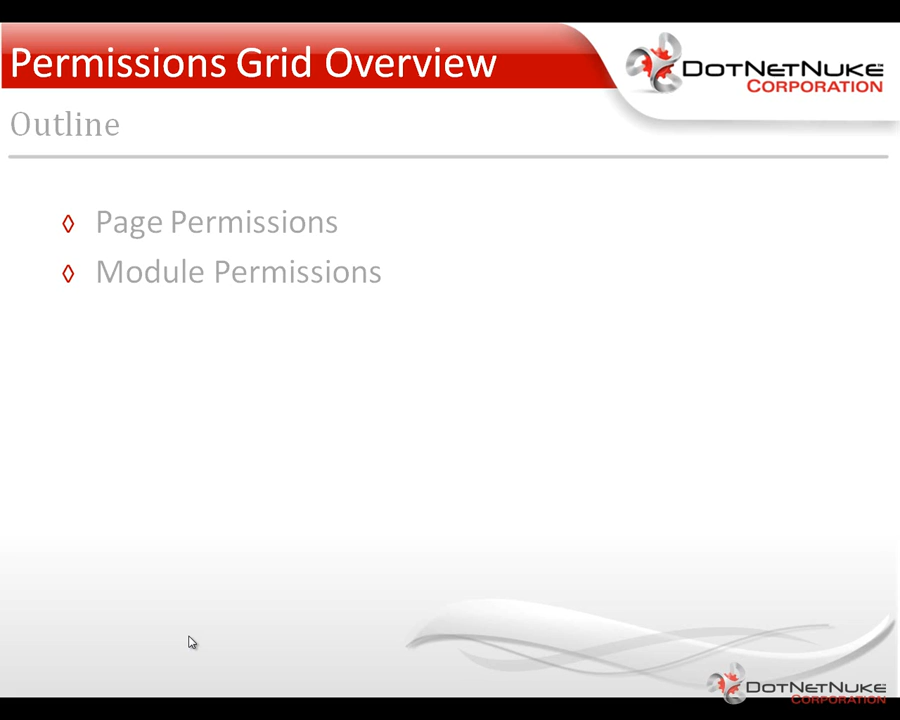 Permissions Grid Overview
DotNetNuke
CORPORATION
Outline
Page Permissions
Module Permissions
DotNetNuke
CORPORATION